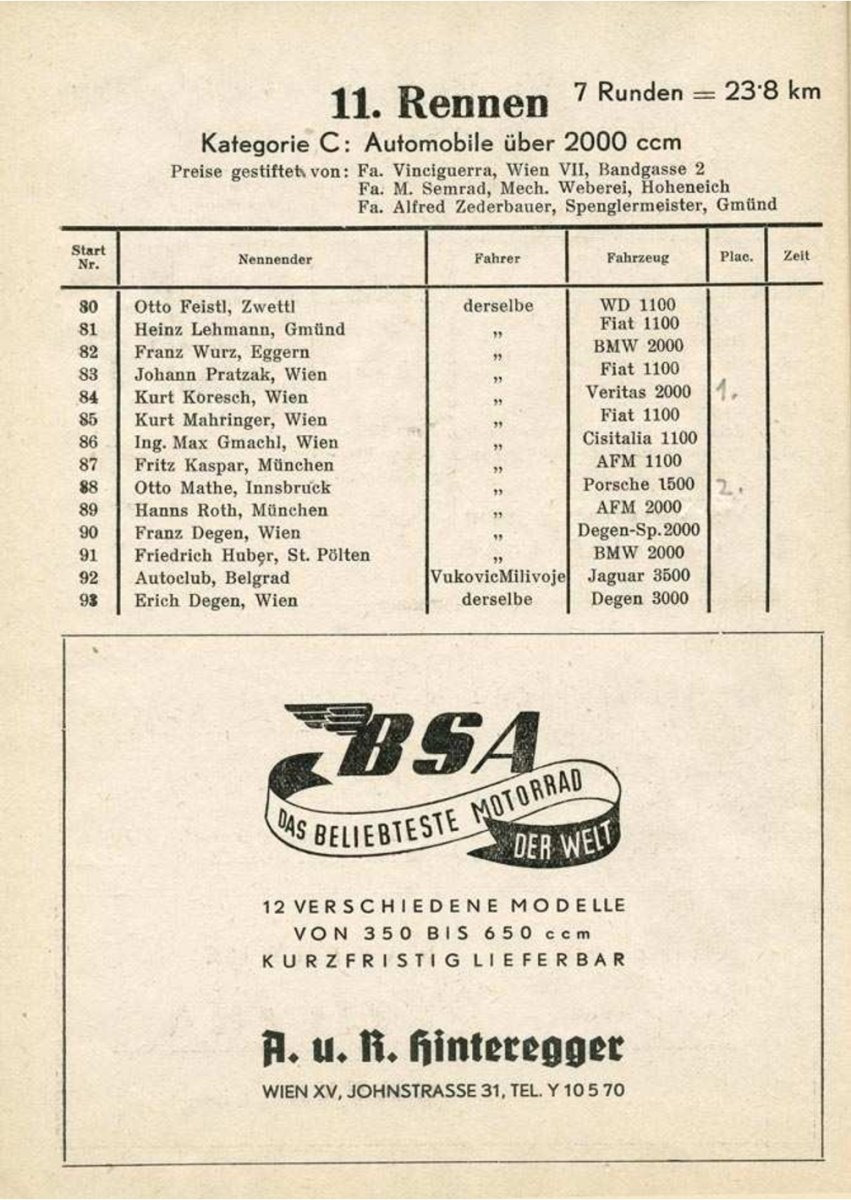 11. Rennen 7 Runden = 23·8 km
Kategorie C: Automobile über 2000 ccm
Preise gestiftet von: Fa. Vinciguerra, Wien VII, Bandgasse 2
Fa. M. Semrad, Mech. Weberei, Hoheneich
Fa. Alfred Zederbauer, Spenglermeister, Gmünd
Start Nr. Nennender Fahrer Fahrzeug Plac. Zeit
80 Otto Feistl, Zwettl derselbe WD 1100
81 Heinz Lehmann, Gmünd „ Fiat 1100
82 Franz Wurz, Eggern „ BMW 2000
83 Johann Pratzak, Wien „ Fiat 1100
84 Kurt Koresch, Wien „ Veritas 2000 1.
85 Kurt Mahringer, Wien „ Fiat 1100
86 Ing. Max Gmachl, Wien „ Cisitalia 1100
87 Fritz Kaspar, München „ AFM 1100
88 Otto Mathe, Innsbruck „ Porsche 1500 2.
89 Hanns Roth, München „ AFM 2000
90 Franz Degen, Wien „ Degen-Sp. 2000
91 Friedrich Huber, St. Pölten „ BMW 2000
92 Autoclub, Belgrad Vukovic Milivoje Jaguar 3500
93 Erich Degen, Wien derselbe Degen 3000
BSA
DAS BELIEBTESTE MOTORRAD
DER WELT
12 VERSCHIEDENE MODELLE
VON 350 BIS 650 ccm
KURZFRISTIG LIEFERBAR
A. u. R. Hinteregger
WIEN XV, JOHNSTRASSE 31, TEL. Y 10 5 70